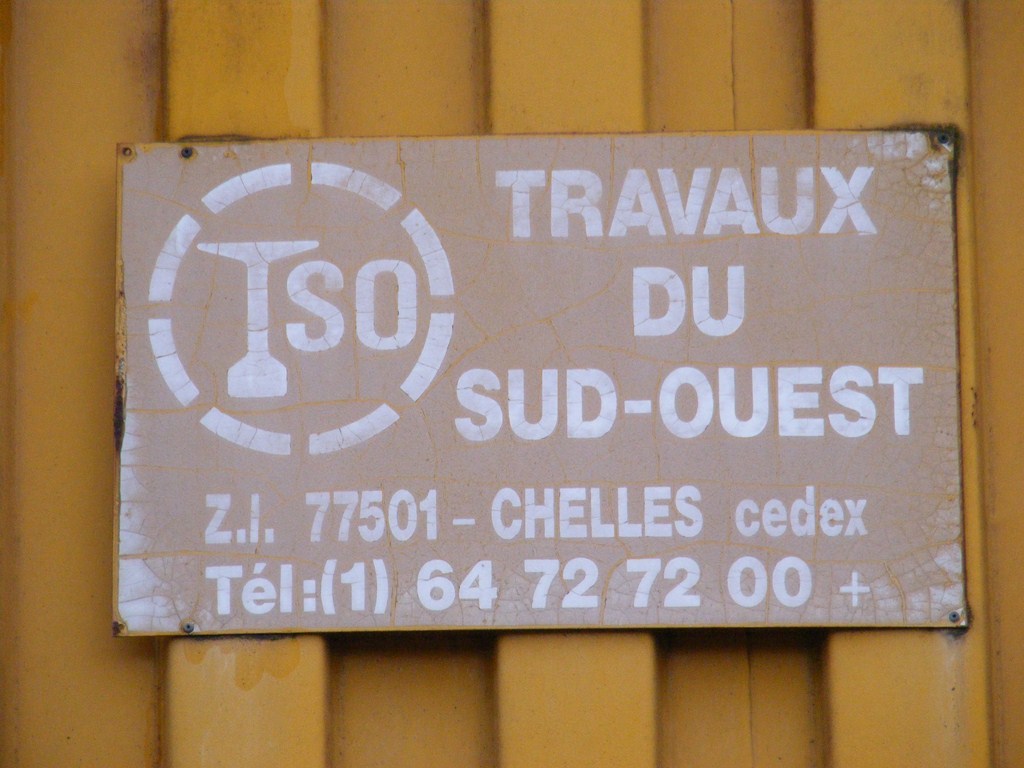 TSO
TRAVAUX
DU
SUD-OUEST
Z.I. 77501 - CHELLES cedex
Tél:(1) 64 72 72 00 +